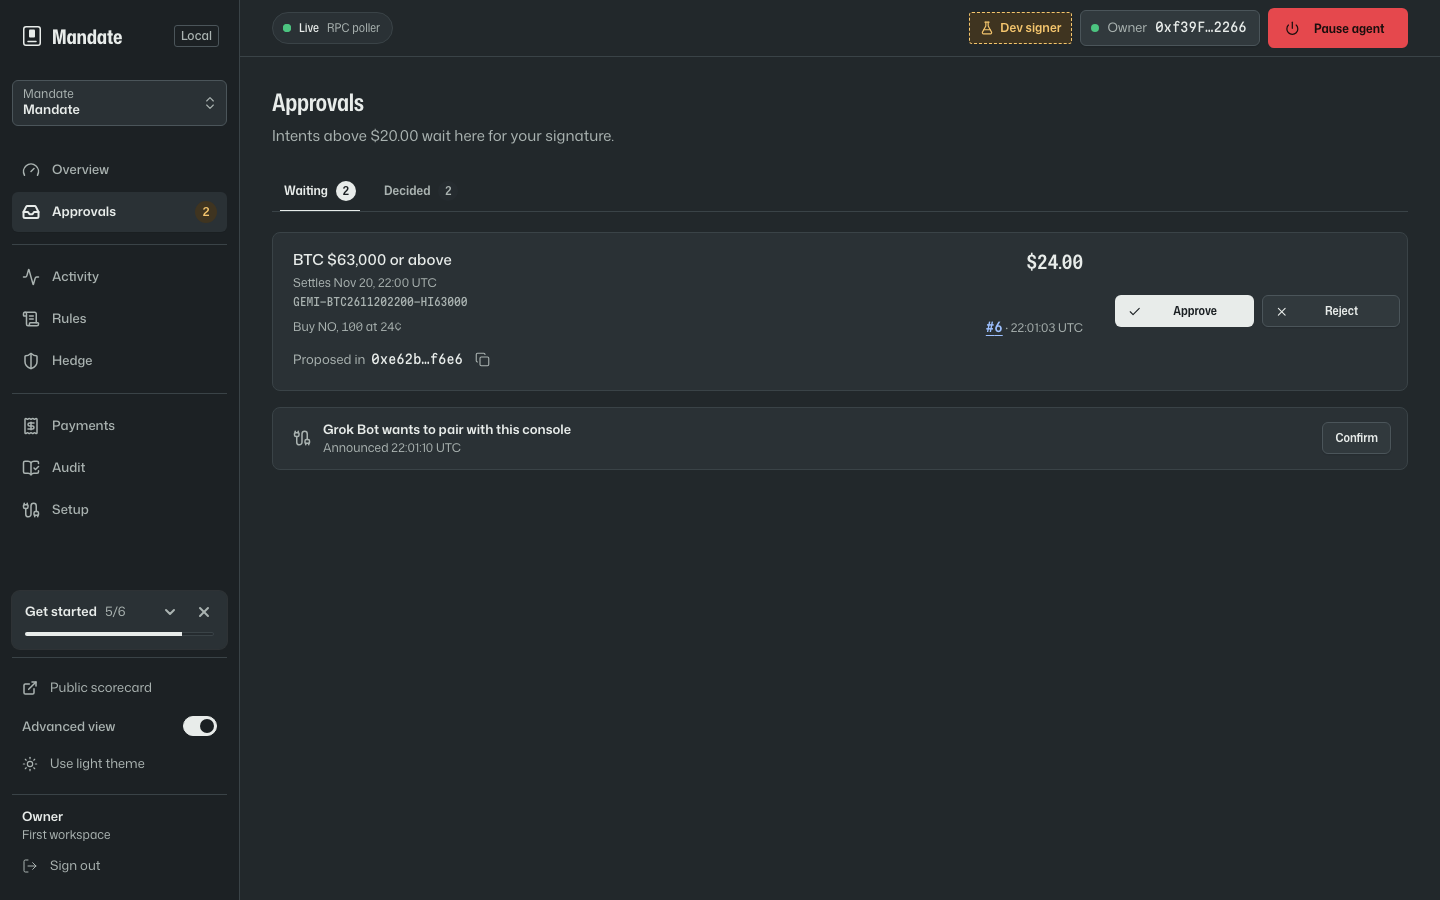 Mandate
Local
Mandate
Mandate
Overview
Approvals 2
Activity
Rules
Hedge
Payments
Audit
Setup
Get started 5/6
Public scorecard
Advanced view
Use light theme
Owner
First workspace
Sign out
Live RPC poller
Dev signer
Owner 0xf39F…2266
Pause agent
Approvals
Intents above $20.00 wait here for your signature.
Waiting 2 Decided 2
BTC $63,000 or above
$24.00
Settles Nov 20, 22:00 UTC
GEMI-BTC2611202200-HI63000
Buy NO, 100 at 24¢
#6 · 22:01:03 UTC
Proposed in 0xe62b…f6e6
Approve
Reject
Grok Bot wants to pair with this console
Announced 22:01:10 UTC
Confirm